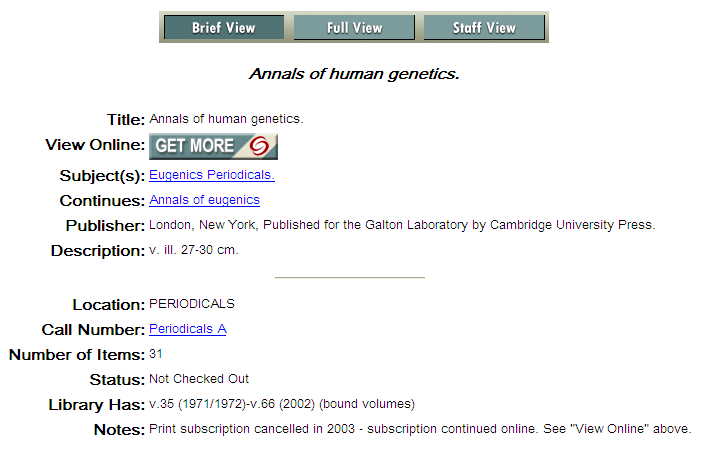 Brief View Full View Staff View
Annals of human genetics.
Title: Annals of human genetics.
View Online: GET MORE
Subject(s): Eugenics Periodicals.
Continues: Annals of eugenics
Publisher: London, New York, Published for the Galton Laboratory by Cambridge University Press.
Description: v. ill. 27-30 cm.
Location: PERIODICALS
Call Number: Periodicals A
Number of Items: 31
Status: Not Checked Out
Library Has: v.35 (1971/1972)-v.66 (2002) (bound volumes)
Notes: Print subscription cancelled in 2003 - subscription continued online. See "View Online" above.